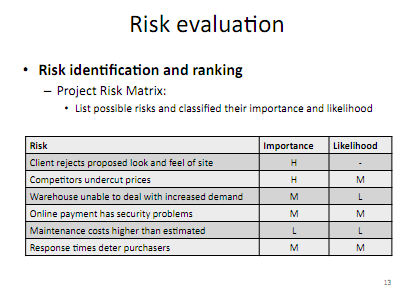 Risk evaluation
• Risk identification and ranking
– Project Risk Matrix:
• List possible risks and classified their importance and likelihood
Risk Importance Likelihood
Client rejects proposed look and feel of site H -
Competitors undercut prices H M
Warehouse unable to deal with increased demand M L
Online payment has security problems M M
Maintenance costs higher than estimated L L
Response times deter purchasers M M
13